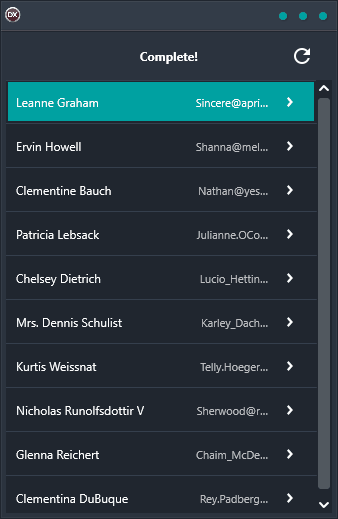 DX
Complete!
Leanne Graham Sincere@apri...
Ervin Howell Shanna@mel...
Clementine Bauch Nathan@yes...
Patricia Lebsack Julianne.OCo...
Chelsey Dietrich Lucio_Hettin...
Mrs. Dennis Schulist Karley_Dach...
Kurtis Weissnat Telly.Hoeger...
Nicholas Runolfsdottir V Sherwood@r...
Glenna Reichert Chaim_McDe...
Clementina DuBuque Rey.Padberg...